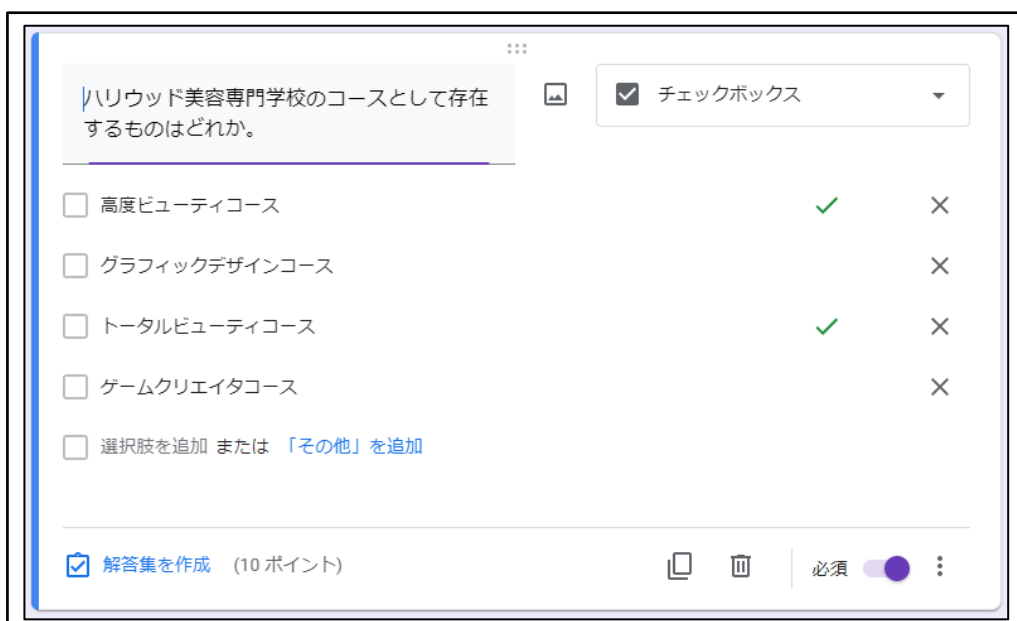 ハリウッド美容専門学校のコースとして存在
するものはどれか。
チェックボックス
高度ビューティコース
グラフィックデザインコース
トータルビューティコース
ゲームクリエイタコース
選択肢を追加 または 「その他」を追加
解答集を作成 (10 ポイント)
必須